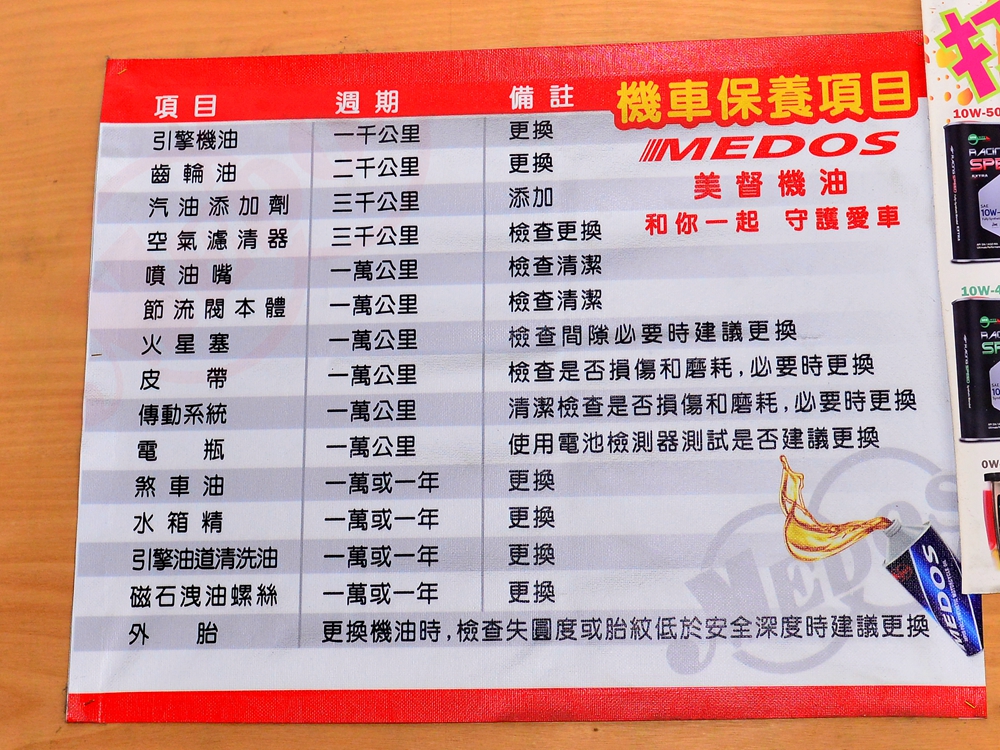 機車保養項目
MEDOS
美督機油
和你一起 守護愛車
項目 週期 備註
引擎機油 一千公里 更換
齒輪油 二千公里 更換
汽油添加劑 三千公里 添加
空氣濾清器 三千公里 檢查更換
噴油嘴 一萬公里 檢查清潔
節流閥本體 一萬公里 檢查清潔
火星塞 一萬公里 檢查間隙必要時建議更換
皮帶 一萬公里 檢查是否損傷和磨耗,必要時更換
傳動系統 一萬公里 清潔檢查是否損傷和磨耗,必要時更換
電瓶 一萬公里 使用電池檢測器測試是否建議更換
煞車油 一萬或一年 更換
水箱精 一萬或一年 更換
引擎油道清洗油 一萬或一年 更換
磁石洩油螺絲 一萬或一年 更換
外胎 更換機油時,檢查失圓度或胎紋低於安全深度時建議更換
MEDOS
MEDOS
打
10W-50
10W-4
0W